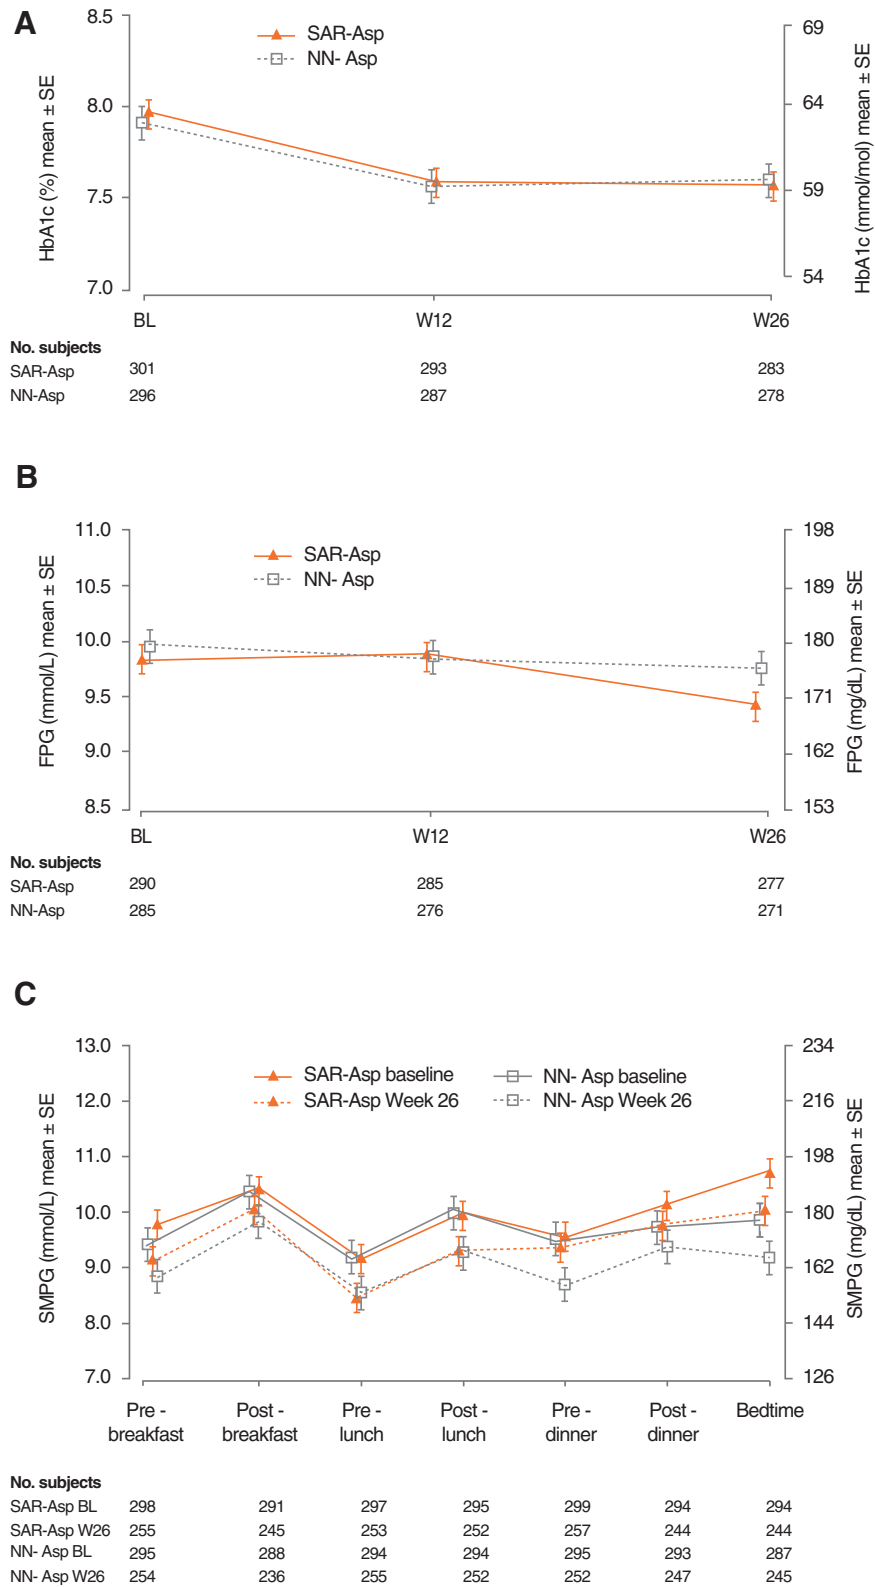 A
8.5
8.0
7.5
7.0
HbA1c (%) mean ± SE
SAR-Asp
NN- Asp
69
64
59
54
HbA1c (mmol/mol) mean ± SE
BL W12 W26
No. subjects
SAR-Asp 301 293 283
NN-Asp 296 287 278
B
11.0
10.5
10.0
9.5
9.0
8.5
FPG (mmol/L) mean ± SE
SAR-Asp
NN- Asp
198
189
180
171
162
153
FPG (mg/dL) mean ± SE
BL W12 W26
No. subjects
SAR-Asp 290 285 277
NN-Asp 285 276 271
C
13.0
12.0
11.0
10.0
9.0
8.0
7.0
SMPG (mmol/L) mean ± SE
SAR-Asp baseline
SAR-Asp Week 26
NN- Asp baseline
NN- Asp Week 26
234
216
198
180
162
144
126
SMPG (mg/dL) mean ± SE
Pre - Post - Pre - Post - Pre - Post - Bedtime
breakfast breakfast lunch lunch dinner dinner
No. subjects
SAR-Asp BL 298 291 297 295 299 294 294
SAR-Asp W26 255 245 253 252 257 244 244
NN- Asp BL 295 288 294 294 295 293 287
NN- Asp W26 254 236 255 252 252 247 245